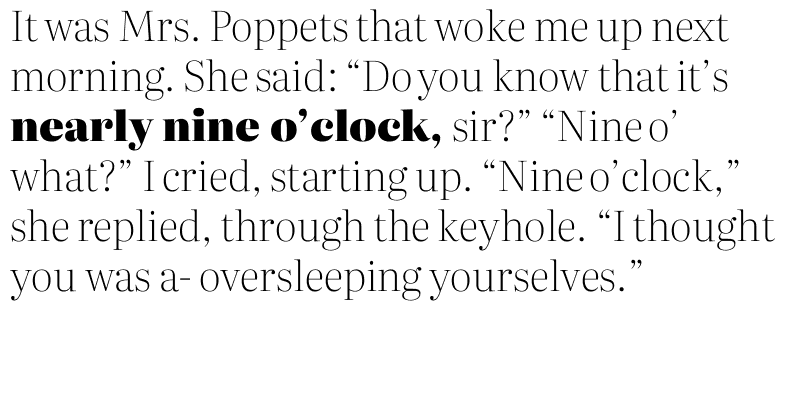 It was Mrs. Poppets that woke me up next
morning. She said: “Do you know that it’s
nearly nine o’clock, sir?” “Nine o’
what?” I cried, starting up. “Nine o’clock,”
she replied, through the keyhole. “I thought
you was a- oversleeping yourselves.”